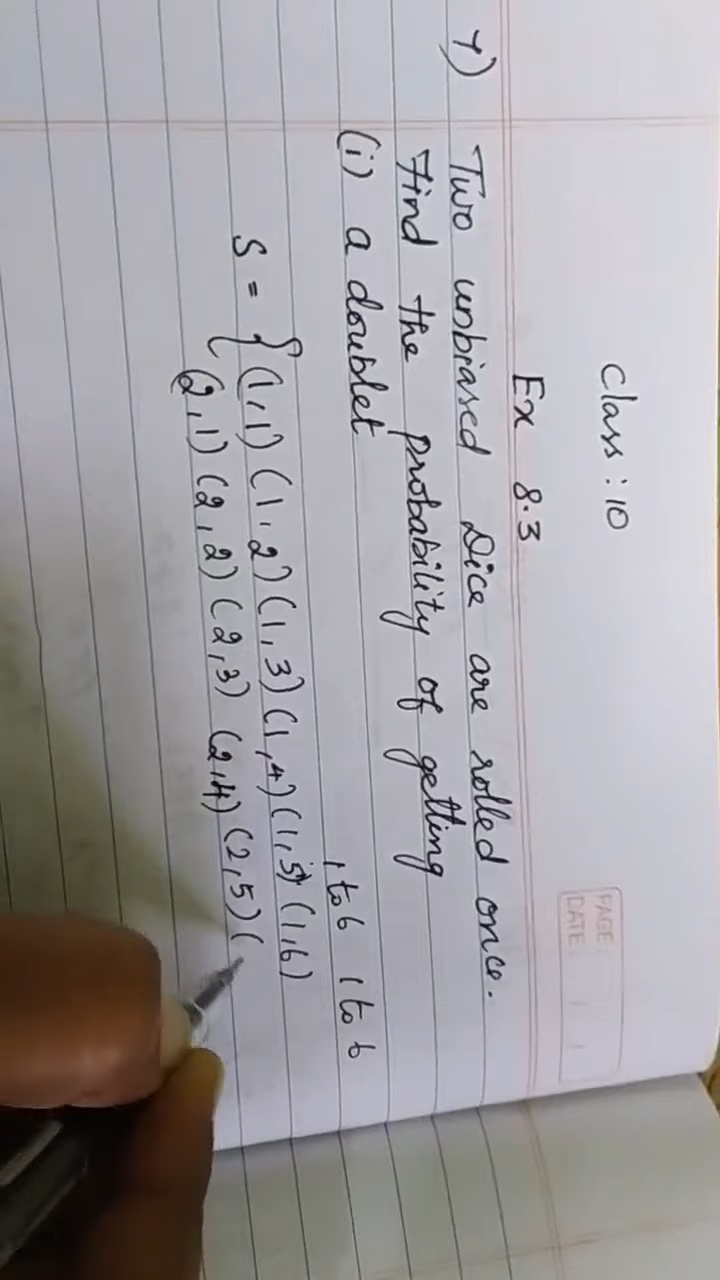 Class : 10
PAGE:
DATE:
Ex 8.3
7) Two unbiased Dice are rolled once.
Find the probability of getting
(i) a doublet
1 to 6 1 to 6
S = { (1,1) (1,2) (1,3) (1,4) (1,5) (1,6)
(2,1) (2,2) (2,3) (2,4) (2,5) (